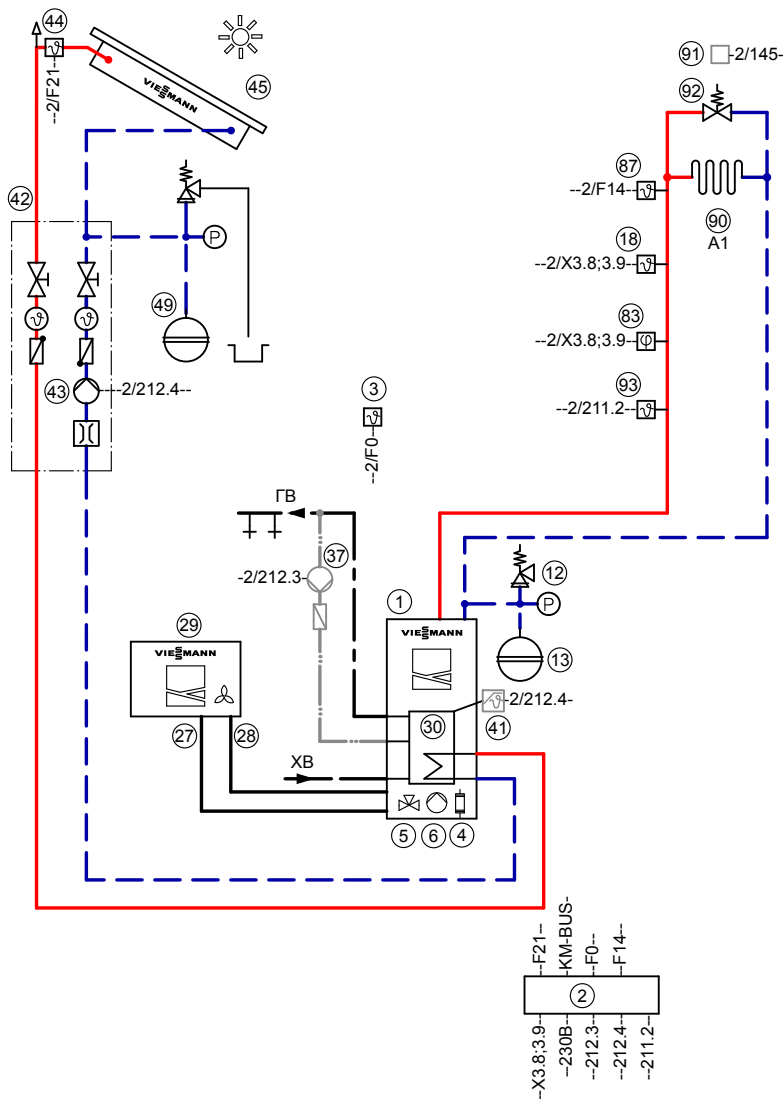 44
91 -2/145-
45
92
VIESSMANN
--2/F21--
87
--2/F14--
42
90
A1
P
18
--2/X3.8;3.9--
49
83
--2/X3.8;3.9--
φ
43
----2/212.4--
3
93
--2/211.2--
--2/F0--
ГВ
37
-2/212.3-
12
1
P
VIESSMANN
29
VIESSMANN
13
30
-2/212.4-
41
27
28
ХВ
5
6
4
--F21--
-KM-BUS-
--F0--
--F14--
2
--X3.8;3.9--
--230В--
--212.3--
--212.4--
--211.2--